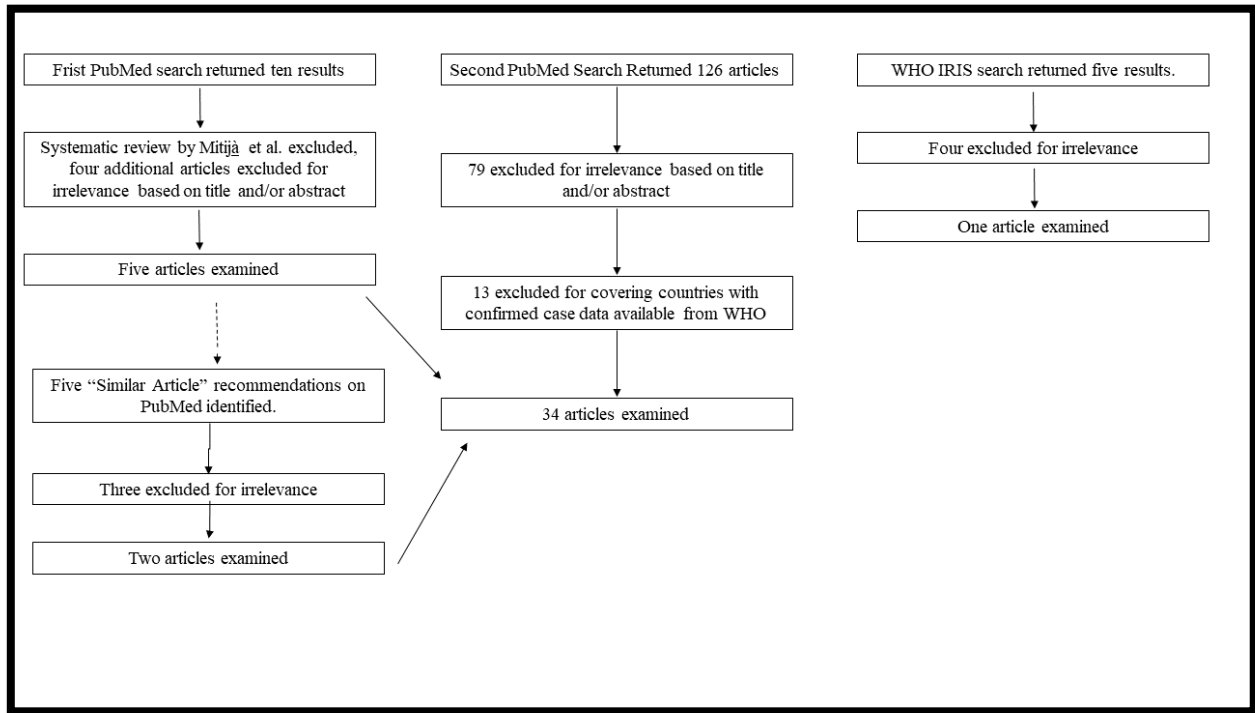 Frist PubMed search returned ten results
Systematic review by Mitijà et al. excluded,
four additional articles excluded for
irrelevance based on title and/or abstract
Five articles examined
Five “Similar Article” recommendations on
PubMed identified.
Three excluded for irrelevance
Two articles examined
Second PubMed Search Returned 126 articles
79 excluded for irrelevance based on title
and/or abstract
13 excluded for covering countries with
confirmed case data available from WHO
34 articles examined
WHO IRIS search returned five results.
Four excluded for irrelevance
One article examined